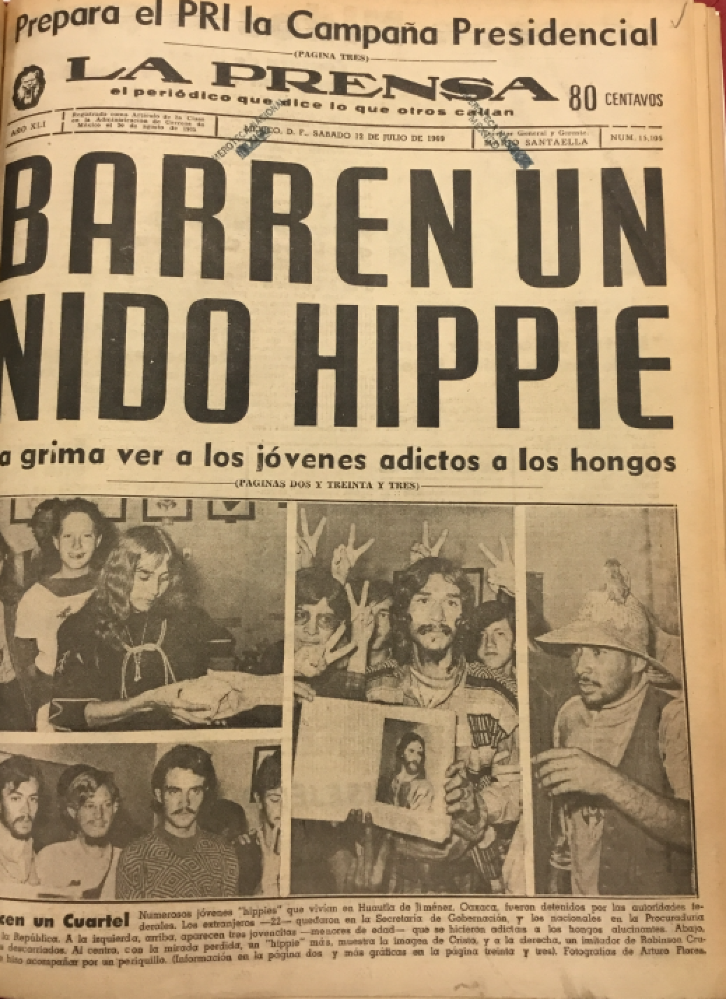 Prepara el PRI la Campaña Presidencial
(PAGINA TRES)
LA PRENSA
el periódico que dice lo que otros callan
80 CENTAVOS
AÑO XLI
Registrado como Artículo de 2a. Clase
en la Administración de Correos de
México el 30 de agosto de
MEXICO, D. F., SABADO 12 DE JULIO DE 1969
Director General y Gerente:
MARIO SANTAELLA
NUM. 15,105
BARREN UN
NIDO HIPPIE
a grima ver a los jóvenes adictos a los hongos
(PAGINAS DOS Y TREINTA Y TRES)
cen un Cuartel
Numerosos jóvenes "hippies" que vivían en Huautla de Jiménez, Oaxaca, fueron detenidos por las autoridades fe-
derales. Los extranjeros —22— quedaron en la Secretaría de Gobernación, y los nacionales en la Procuraduría
la República. A la izquierda, arriba, aparecen tres jovencitas —menores de edad— que se hicieron adictas a los hongos alucinantes. Abajo,
s descarriados. Al centro, con la mirada perdida, un "hippie" más, muestra la imagen de Cristo, y a la derecha, un imitador de Robinson Cru-
hizo acompañar por un periquillo. (Información en la página dos y más gráficas en la página treinta y tres). Fotografías de Arturo Flores.